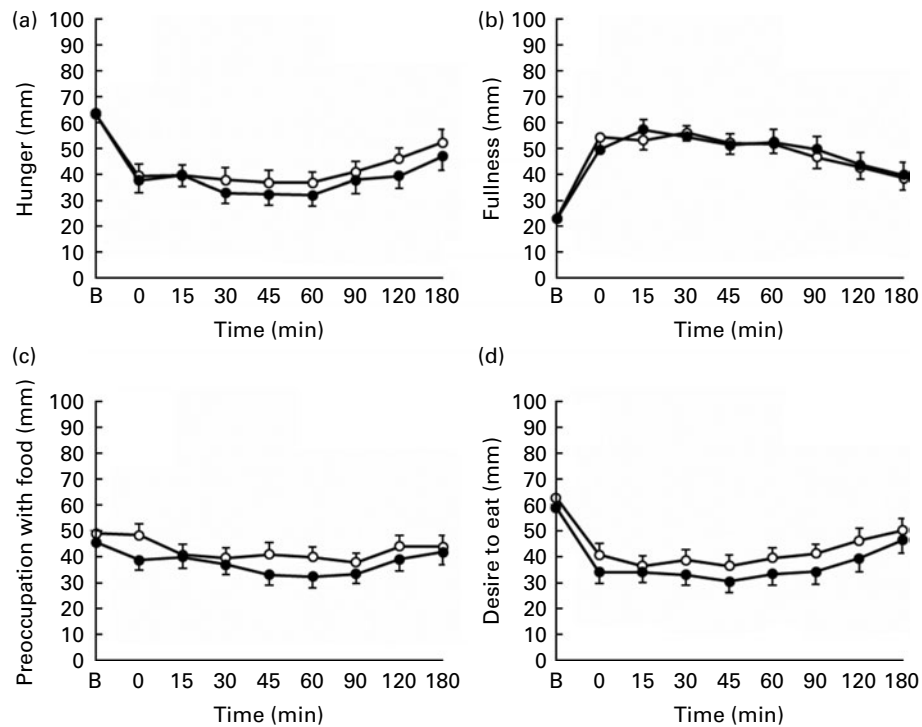 (a)
100
90
80
70
60
50
40
30
20
10
0
Hunger (mm)
B 0 15 30 45 60 90 120 180
Time (min)
(b)
100
90
80
70
60
50
40
30
20
10
0
Fullness (mm)
B 0 15 30 45 60 90 120 180
Time (min)
(c)
100
90
80
70
60
50
40
30
20
10
0
Preoccupation with food (mm)
B 0 15 30 45 60 90 120 180
Time (min)
(d)
100
90
80
70
60
50
40
30
20
10
0
Desire to eat (mm)
B 0 15 30 45 60 90 120 180
Time (min)